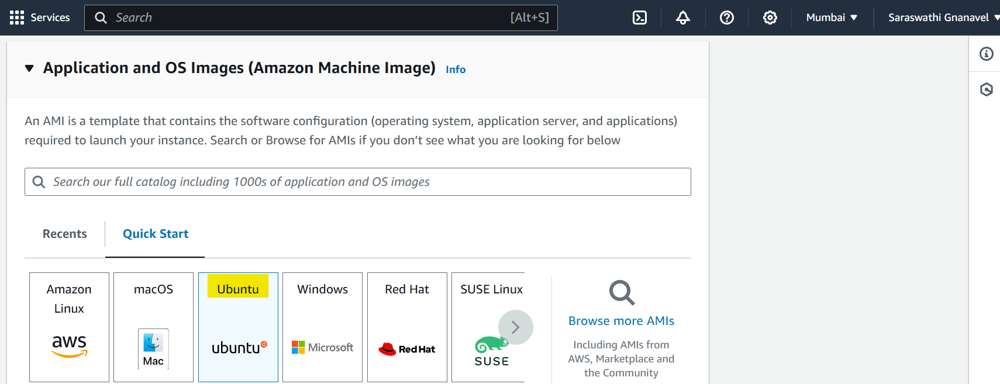 Services
Search
[Alt+S]
Mumbai
Saraswathi Gnanavel
Application and OS Images (Amazon Machine Image) Info
An AMI is a template that contains the software configuration (operating system, application server, and applications)
required to launch your instance. Search or Browse for AMIs if you don’t see what you are looking for below
Search our full catalog including 1000s of application and OS images
Recents
Quick Start
Amazon
Linux
aws
macOS
Mac
Ubuntu
ubuntu
Windows
Microsoft
Red Hat
Red Hat
SUSE Linux
SUSE
Browse more AMIs
Including AMIs from
AWS, Marketplace and
the Community